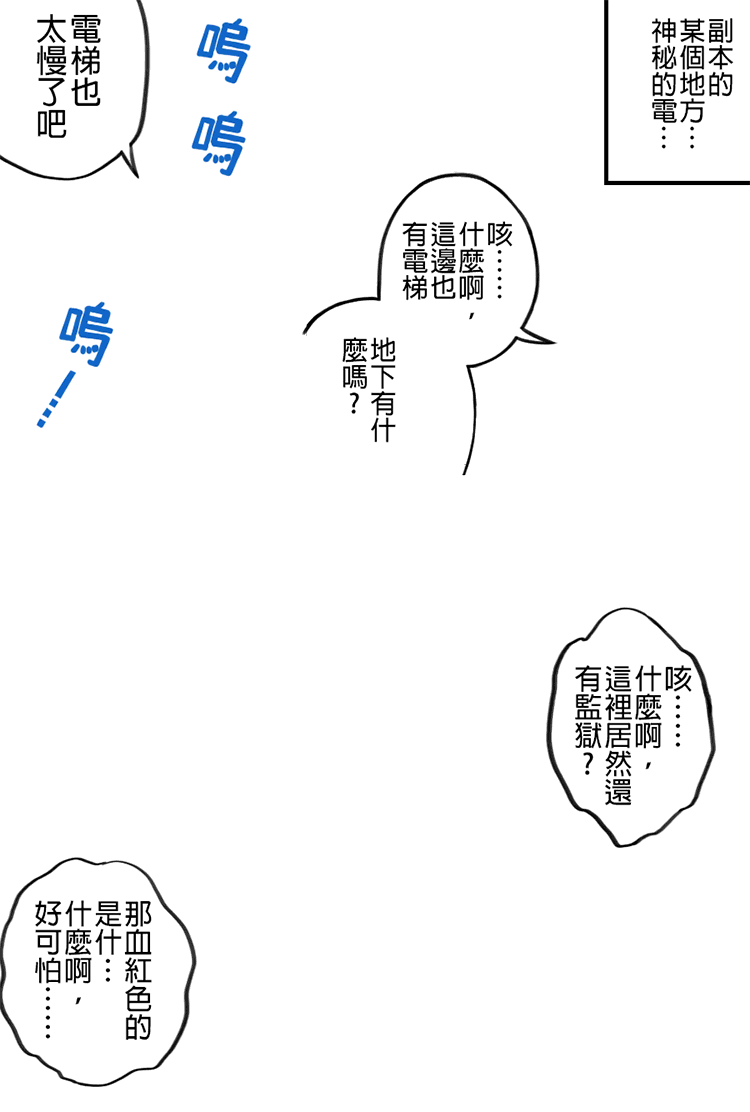 副本的
某個地方…
神秘的電…
嗚
嗚
電梯也
太慢了吧
咳……
什麼啊，
這邊也
有電梯
地下有什
麼嗎？
嗚
…
咳……
什麼啊，
這裡居然還
有監獄？
那血紅色的
是什…
什麼啊，
好可怕……